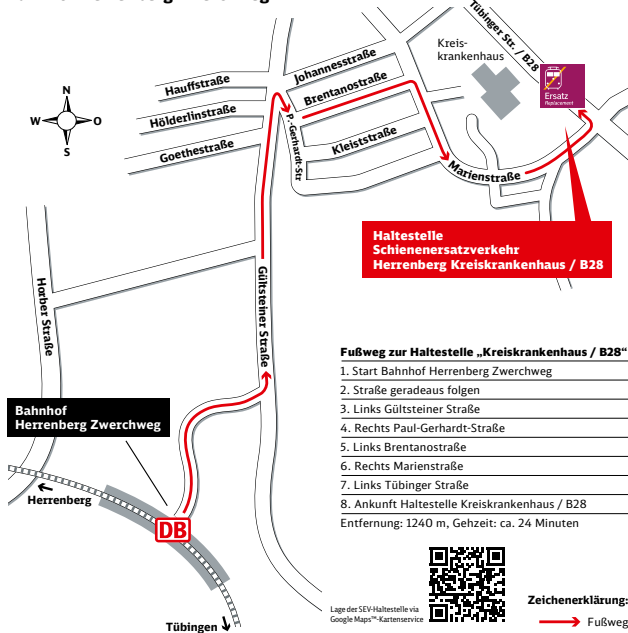 Tübinger Str. / B28
Kreis-
krankenhaus
Johannesstraße
Hauffstraße
Brentanostraße
Ersatz
Replacement
N
W
O
S
Hölderlinstraße
P.-Gerhardt-Str
Kleiststraße
Goethestraße
Marienstraße
Haltestelle
Schienenersatzverkehr
Herrenberg Kreiskrankenhaus / B28
Horber Straße
Gültsteiner Straße
Fußweg zur Haltestelle „Kreiskrankenhaus / B28“
1. Start Bahnhof Herrenberg Zwerchweg
2. Straße geradeaus folgen
3. Links Gültsteiner Straße
4. Rechts Paul-Gerhardt-Straße
5. Links Brentanostraße
6. Rechts Marienstraße
7. Links Tübinger Straße
8. Ankunft Haltestelle Kreiskrankenhaus / B28
Entfernung: 1240 m, Gehzeit: ca. 24 Minuten
Bahnhof
Herrenberg Zwerchweg
Herrenberg
DB
Tübingen
Lage der SEV-Haltestelle via
Google Maps™-Kartenservice
Zeichenerklärung:
Fußweg